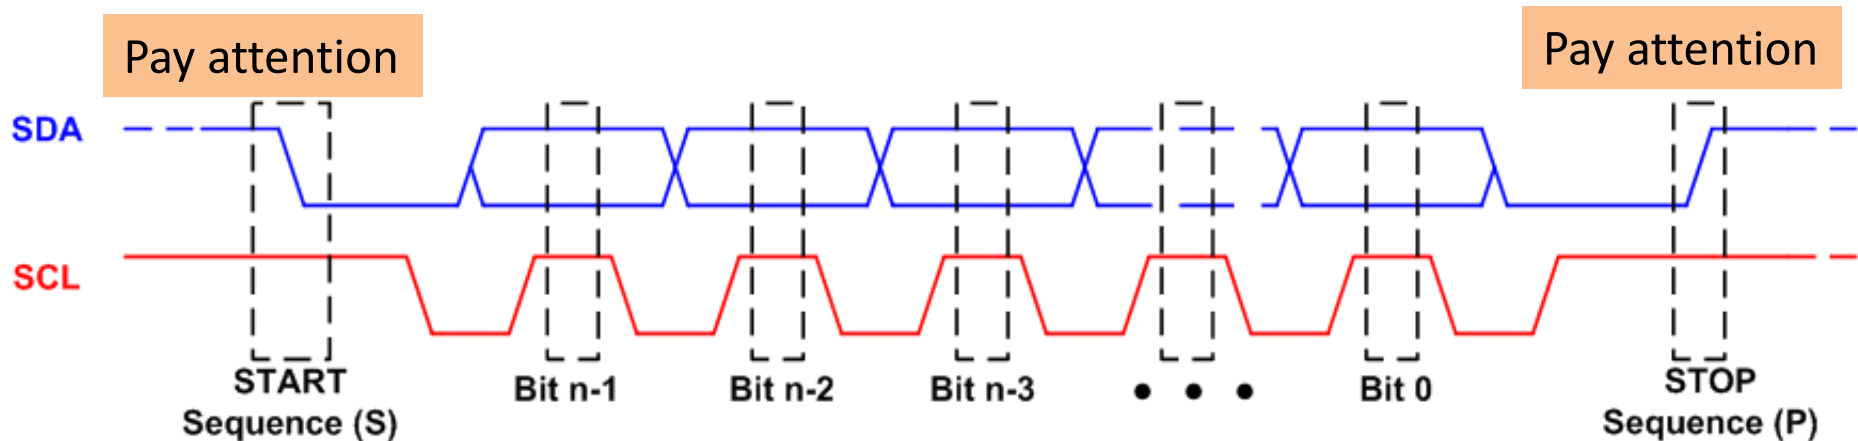 Pay attention
Pay attention
SDA
SCL
START
Sequence (S)
Bit n-1
Bit n-2
Bit n-3
• • •
Bit 0
STOP
Sequence (P)